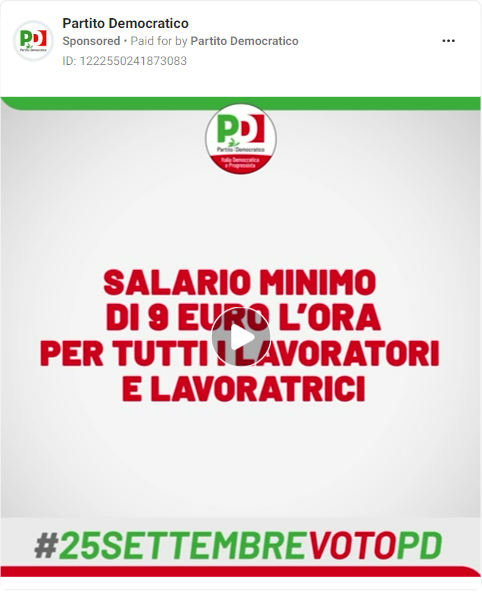 Partito Democratico
Sponsored • Paid for by Partito Democratico
ID: 1222550241873083
PD
Partito Democratico
PD
Partito Democratico
Italia Democratica
e Progressista
SALARIO MINIMO
DI 9 EURO L'ORA
PER TUTTI I LAVORATORI
E LAVORATRICI
#25SETTEMBREVOTOPD